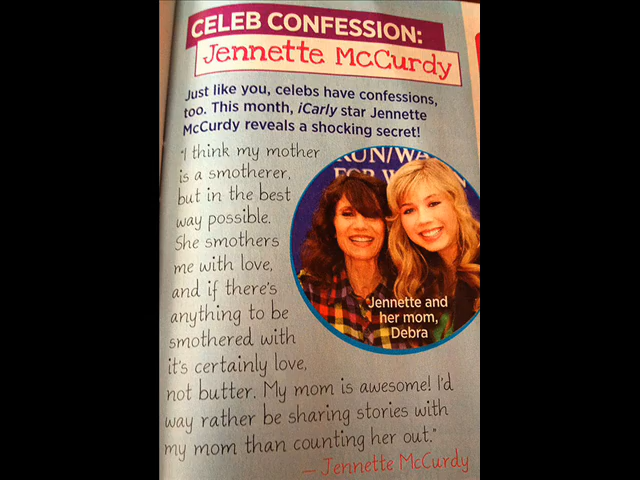 CELEB CONFESSION:
Jennette McCurdy
Just like you, celebs have confessions,
too. This month, iCarly star Jennette
McCurdy reveals a shocking secret!
"I think my mother
is a smotherer,
but in the best
way possible.
She smothers
me with love,
and if there's
anything to be
smothered with
it's certainly love,
not butter. My mom is awesome! I'd
way rather be sharing stories with
my mom than counting her out."
— Jennette McCurdy
RUN/WA
FOR W
Jennette and
her mom,
Debra